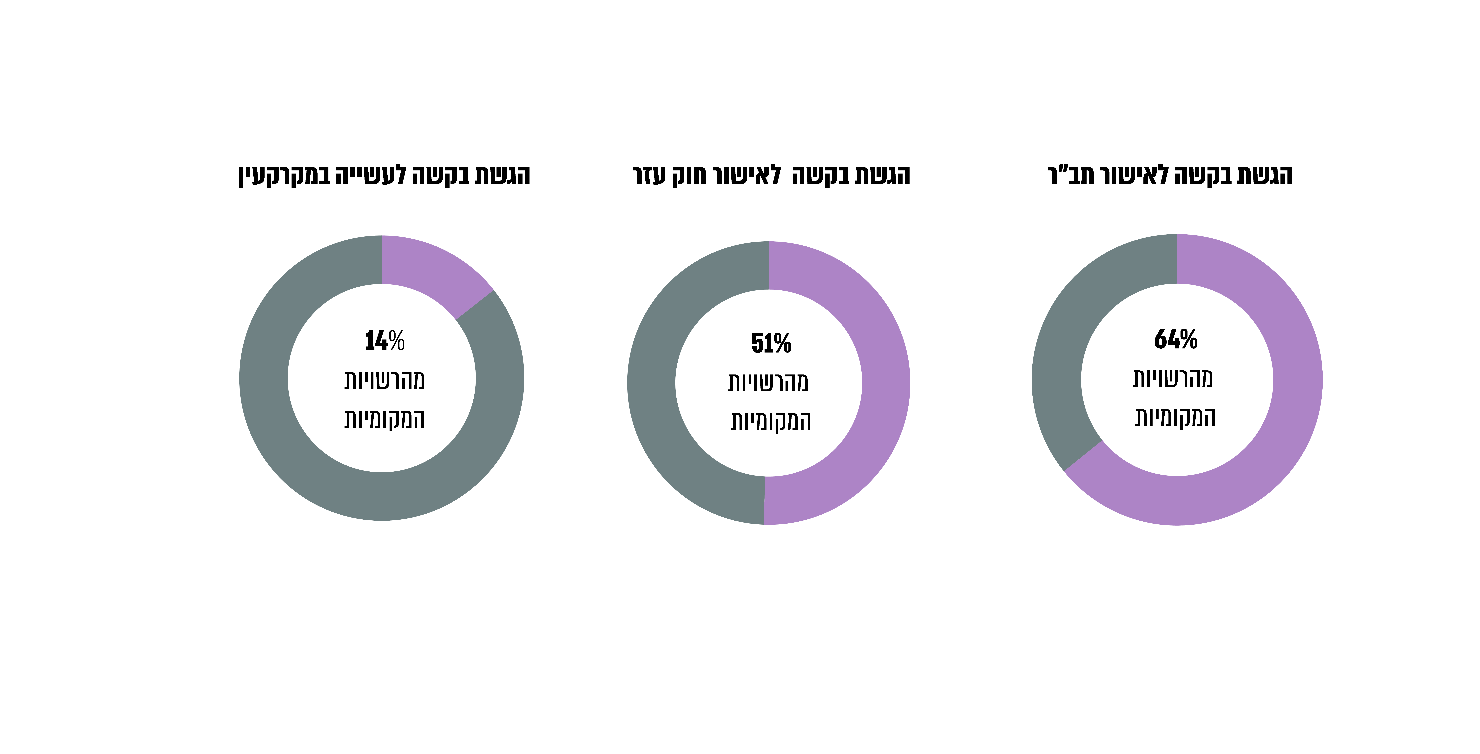 הגשת בקשה לאישור תב"ר
64%
מהרשויות
המקומיות
הגשת בקשה לאישור חוק עזר
51%
מהרשויות
המקומיות
הגשת בקשה לעשייה במקרקעין
14%
מהרשויות
המקומיות